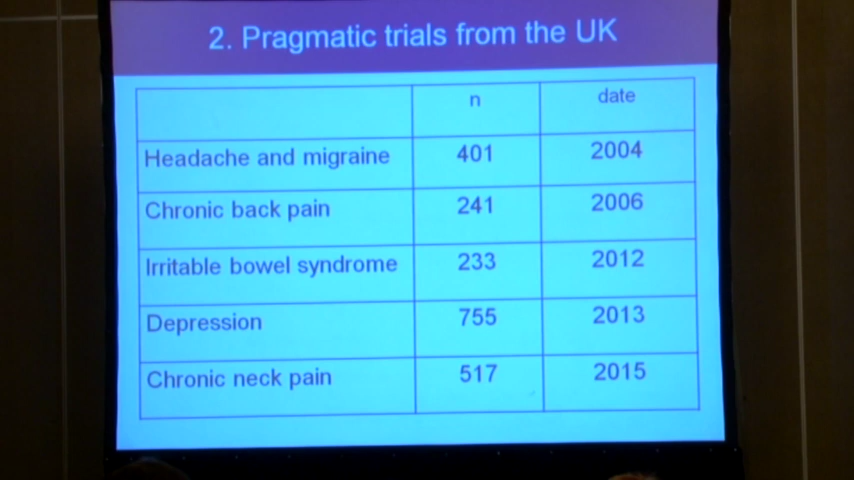 2. Pragmatic trials from the UK
n date
Headache and migraine 401 2004
Chronic back pain 241 2006
Irritable bowel syndrome 233 2012
Depression 755 2013
Chronic neck pain 517 2015